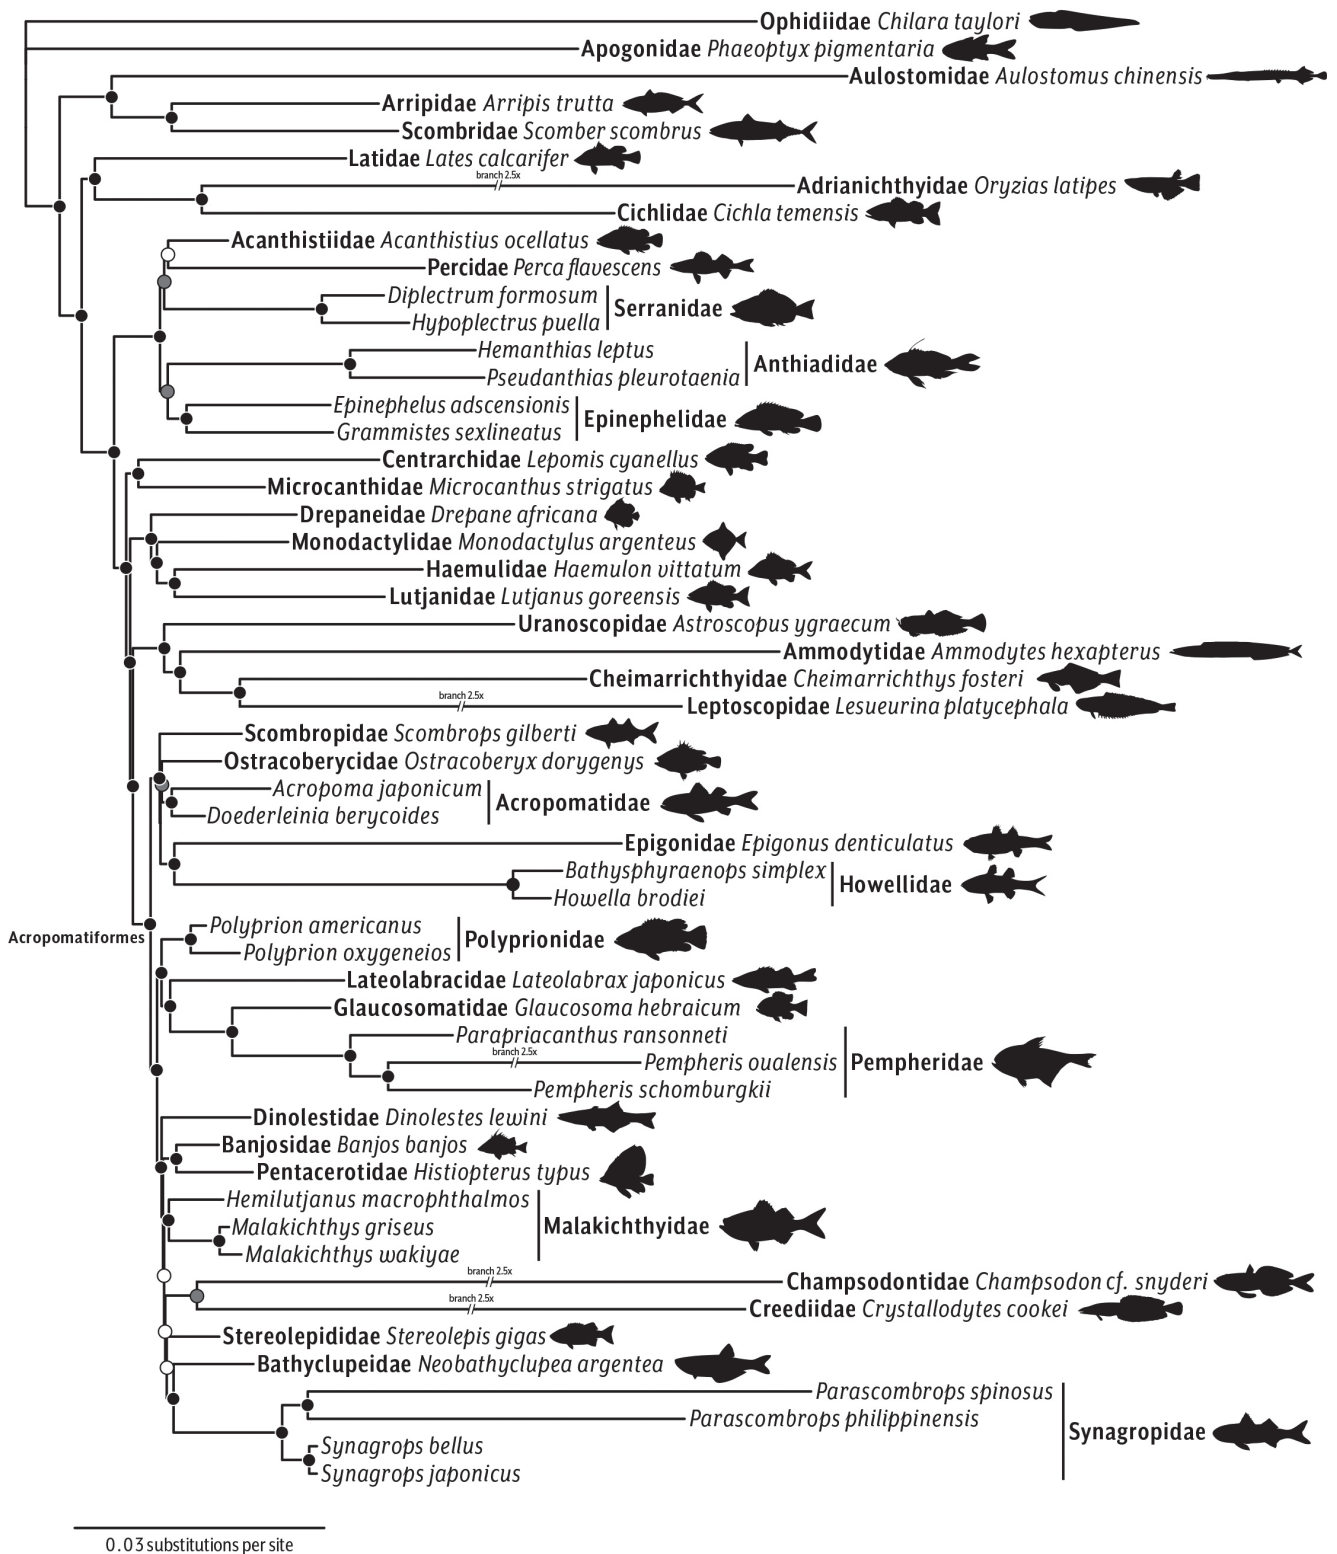 Ophidiidae Chilara taylori
Apogonidae Phaeoptyx pigmentaria
Aulostomidae Aulostomus chinensis
Arripidae Arripis trutta
Scombridae Scomber scombrus
Latidae Lates calcarifer
branch 2.5x
Adrianichthyidae Oryzias latipes
Cichlidae Cichla temensis
Acanthistiidae Acanthistius ocellatus
Percidae Perca flavescens
Diplectrum formosum
Serranidae
Hypoplectrus puella
Hemanthias leptus
Anthiadidae
Pseudanthias pleurotaenia
Epinephelus adscensionis
Epinephelidae
Grammistes sexlineatus
Centrarchidae Lepomis cyanellus
Microcanthidae Microcanthus strigatus
Drepaneidae Drepane africana
Monodactylidae Monodactylus argenteus
Haemulidae Haemulon vittatum
Lutjanidae Lutjanus goreensis
Uranoscopidae Astroscopus ygraecum
Ammodytidae Ammodytes hexapterus
Cheimarrichthyidae Cheimarrichthys fosteri
branch 2.5x
Leptoscopidae Lesueurina platycephala
Scombropidae Scombrops gilberti
Ostracoberycidae Ostracoberyx dorygenys
Acropoma japonicum
Acropomatidae
Doederleinia berycoides
Epigonidae Epigonus denticulatus
Bathysphyraenops simplex
Howellidae
Howella brodiei
Polyprion americanus
Acropomatiformes
Polyprionidae
Polyprion oxygeneios
Lateolabracidae Lateolabrax japonicus
Glaucosomatidae Glaucosoma hebraicum
Parapriacanthus ransonneti
branch 2.5x
Pempheris oualensis
Pempheridae
Pempheris schomburgkii
Dinolestidae Dinolestes lewini
Banjosidae Banjos banjos
Pentacerotidae Histiopterus typus
Hemilutjanus macrophthalmos
Malakichthys griseus
Malakichthyidae
Malakichthys wakiyae
branch 2.5x
Champsodontidae Champsodon cf. snyderi
branch 2.5x
Creediidae Crystallodytes cookei
Stereolepididae Stereolepis gigas
Bathyclupeidae Neobathyclupea argentea
Parascombrops spinosus
Parascombrops philippinensis
Synagropidae
Synagrops bellus
Synagrops japonicus
0.03 substitutions per site